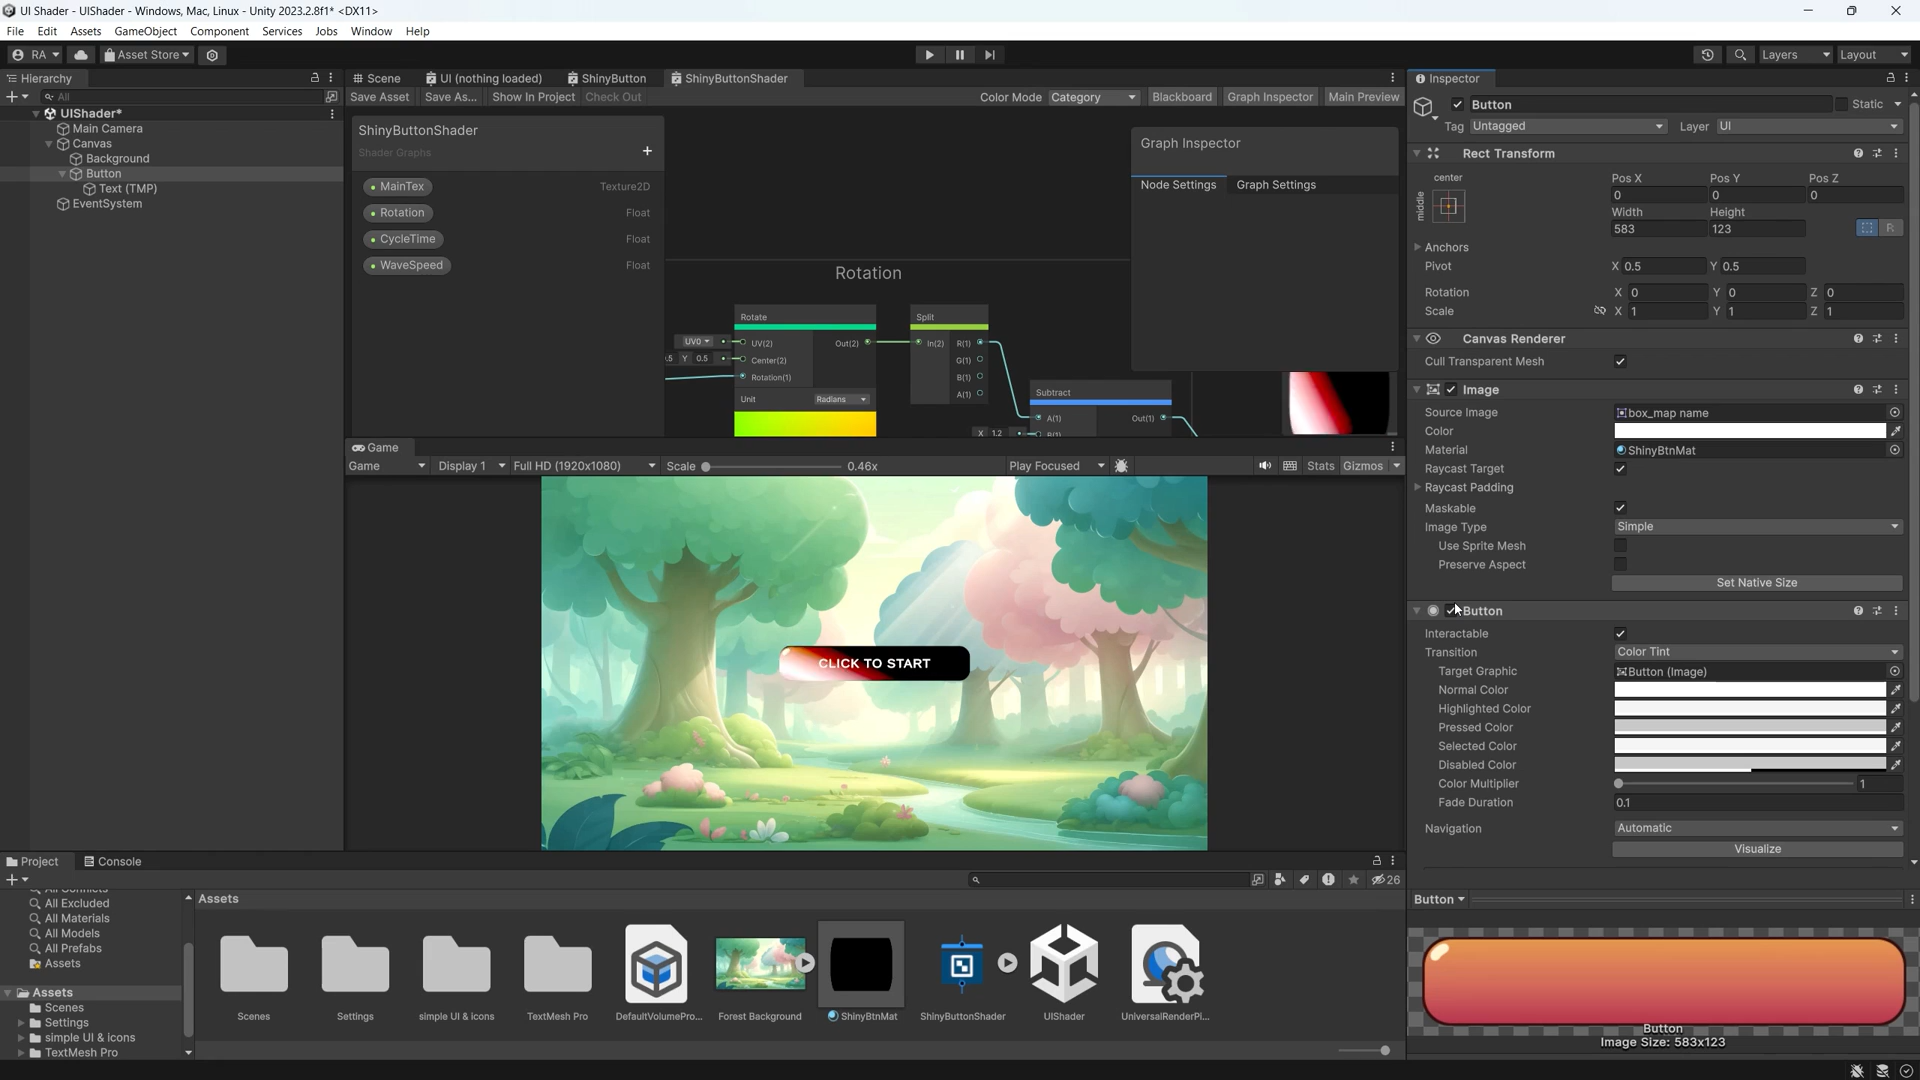 UI Shader - UIShader - Windows, Mac, Linux - Unity 2023.2.8f1* <DX11>
File Edit Assets GameObject Component Services Jobs Window Help
RA Asset Store Layers Layout
Hierarchy
All
UIShader*
Main Camera
Canvas
Background
Button
Text (TMP)
EventSystem
Scene UI (nothing loaded) ShinyButton ShinyButtonShader
Save Asset Save As... Show In Project Check Out Color Mode Category Blackboard Graph Inspector Main Preview
ShinyButtonShader
Shader Graphs
MainTex Texture2D
Rotation Float
CycleTime Float
WaveSpeed Float
Rotation
Rotate
UV0 UV(2) Out(2)
.5 Y 0.5 Center(2)
Rotation(1)
Unit Radians
Split
In(2) R(1)
G(1)
B(1)
A(1)
Subtract
A(1) Out(1)
X 1.2 B(1)
Graph Inspector
Node Settings Graph Settings
Game
Game Display 1 Full HD (1920x1080) Scale 0.46x Play Focused Stats Gizmos
CLICK TO START
Project Console
26
All Conflicts
All Excluded
All Materials
All Models
All Prefabs
Assets
Assets
Scenes
Settings
simple UI & icons
TextMesh Pro
Assets
Scenes Settings simple UI & icons TextMesh Pro DefaultVolumePro... Forest Background ShinyBtnMat ShinyButtonShader UIShader UniversalRenderPi...
Inspector
Button Static
Tag Untagged Layer UI
Rect Transform
center
middle
Pos X Pos Y Pos Z
0 0 0
Width Height
583 123
R
Anchors
Pivot X 0.5 Y 0.5
Rotation X 0 Y 0 Z 0
Scale X 1 Y 1 Z 1
Canvas Renderer
Cull Transparent Mesh
Image
Source Image box_map name
Color
Material ShinyBtnMat
Raycast Target
Raycast Padding
Maskable
Image Type Simple
Use Sprite Mesh
Preserve Aspect
Set Native Size
Button
Interactable
Transition Color Tint
Target Graphic Button (Image)
Normal Color
Highlighted Color
Pressed Color
Selected Color
Disabled Color
Color Multiplier 1
Fade Duration 0.1
Navigation Automatic
Visualize
Button
Button
Image Size: 583x123